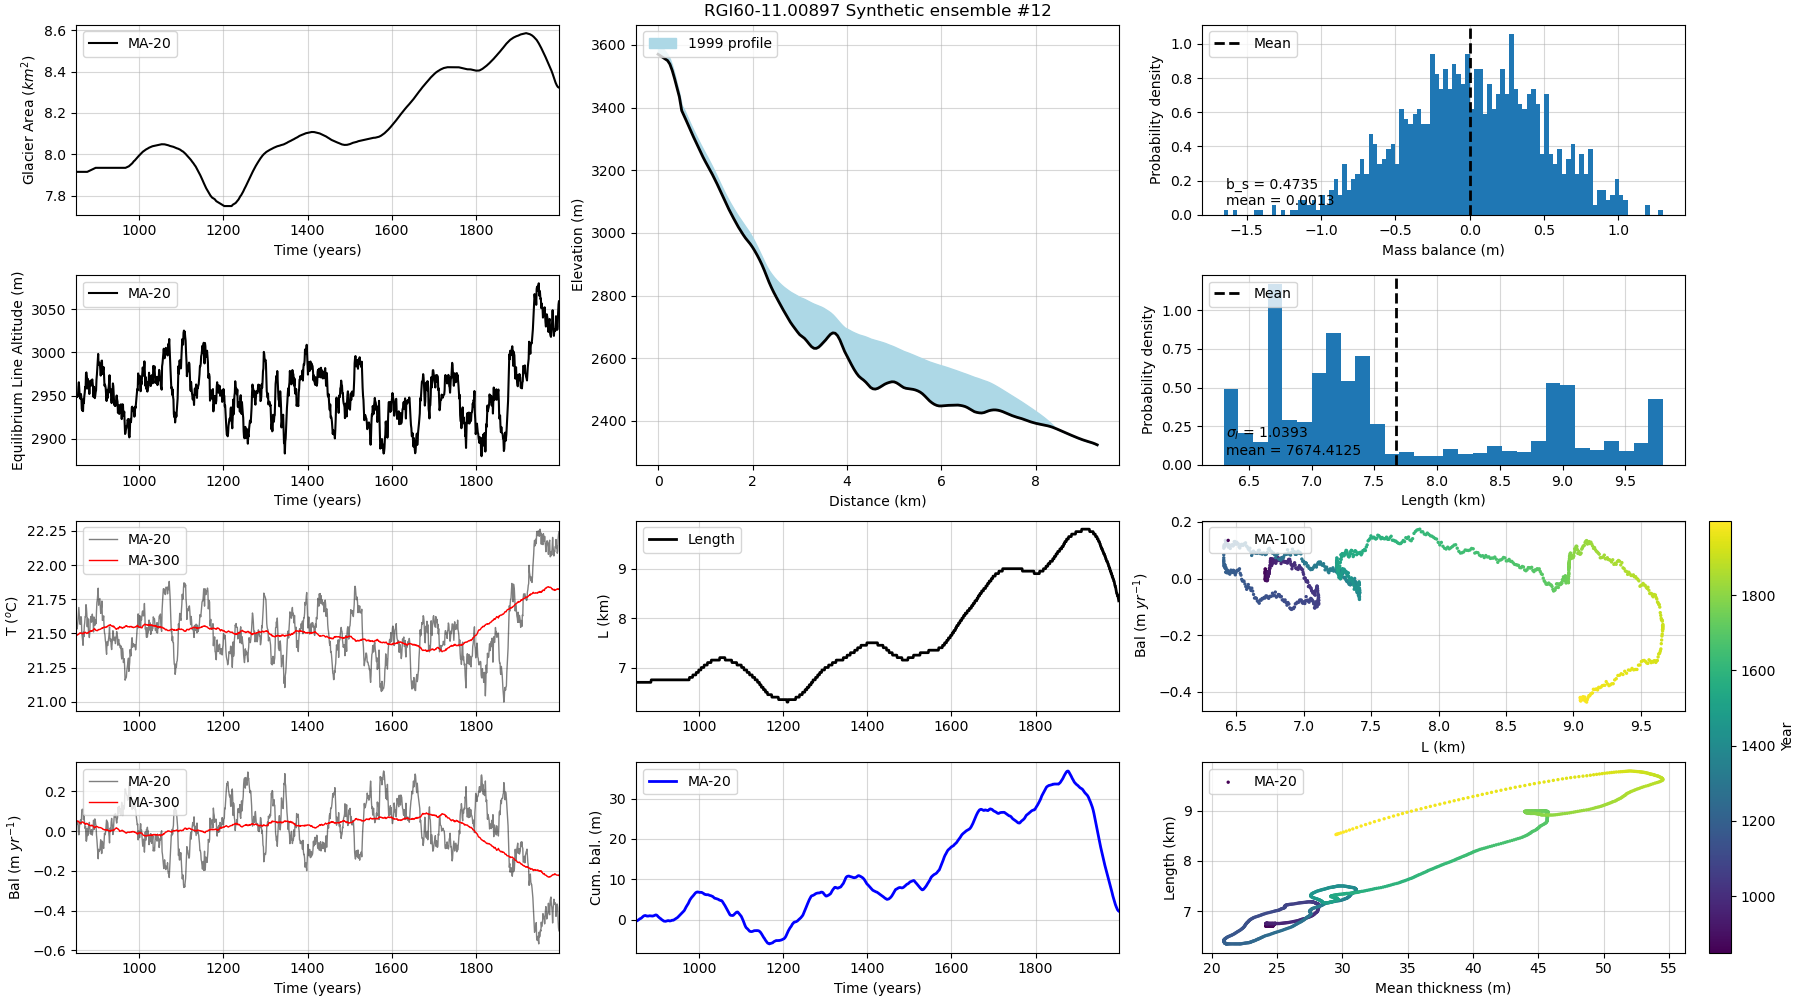 RGI60-11.00897 Synthetic ensemble #12
Glacier Area (km²)
8.6
8.4
8.2
8.0
7.8
MA-20
1000 1200 1400 1600 1800
Time (years)
Equilibrium Line Altitude (m)
3050
3000
2950
2900
MA-20
1000 1200 1400 1600 1800
Time (years)
T (°C)
22.25
22.00
21.75
21.50
21.25
21.00
MA-20
MA-300
1000 1200 1400 1600 1800
Bal (m yr⁻¹)
0.2
0.0
−0.2
−0.4
−0.6
MA-20
MA-300
1000 1200 1400 1600 1800
Time (years)
Elevation (m)
3600
3400
3200
3000
2800
2600
2400
1999 profile
0 2 4 6 8
Distance (km)
L (km)
9
8
7
Length
1000 1200 1400 1600 1800
Cum. bal. (m)
30
20
10
0
MA-20
1000 1200 1400 1600 1800
Time (years)
Probability density
1.0
0.8
0.6
0.4
0.2
0.0
Mean
b_s = 0.4735
mean = 0.0013
−1.5 −1.0 −0.5 0.0 0.5 1.0
Mass balance (m)
Probability density
1.00
0.75
0.50
0.25
0.00
Mean
σₗ = 1.0393
mean = 7674.4125
6.5 7.0 7.5 8.0 8.5 9.0 9.5
Length (km)
Bal (m yr⁻¹)
0.2
0.0
−0.2
−0.4
MA-100
6.5 7.0 7.5 8.0 8.5 9.0 9.5
L (km)
Length (km)
9
8
7
MA-20
20 25 30 35 40 45 50 55
Mean thickness (m)
1800
1600
1400
1200
1000
Year